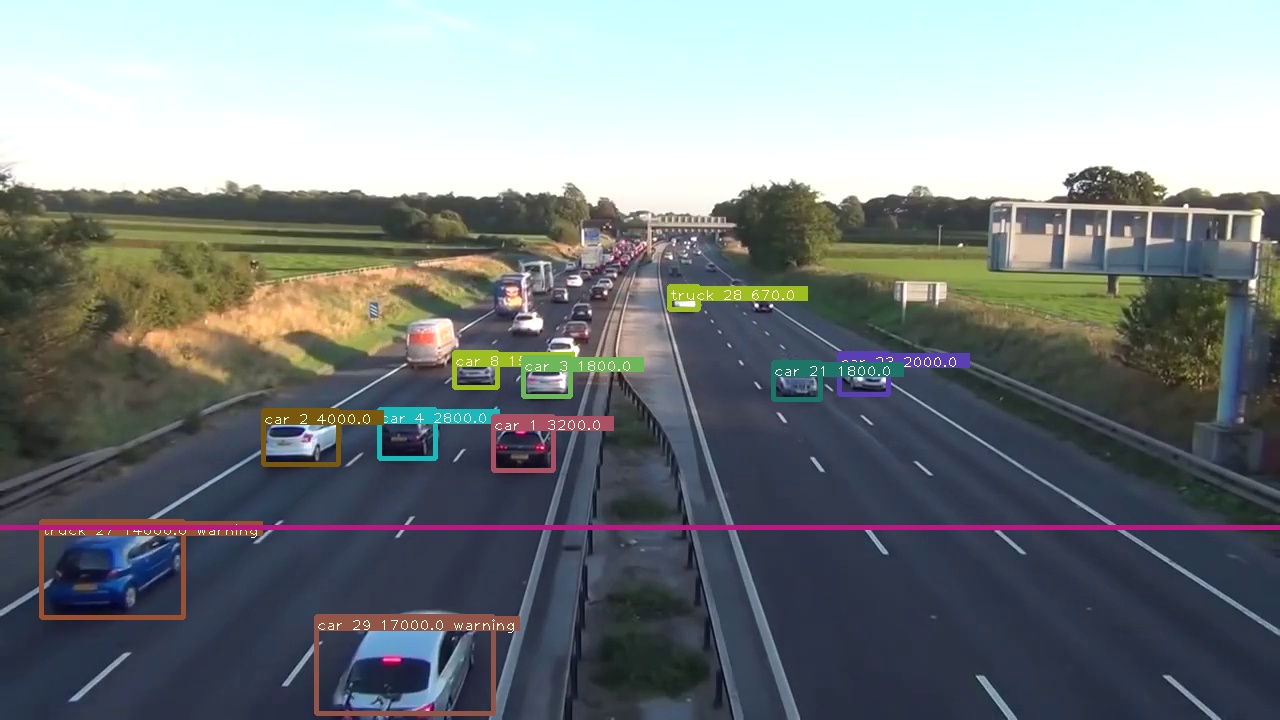 truck 28 670.0
car 8 15
car 3 1800.0
car 23 2000.0
car 21 1800.0
car 2 4000.0
car 4 2800.0
car 1 3200.0
truck 27 14000.0 warning
car 29 17000.0 warning